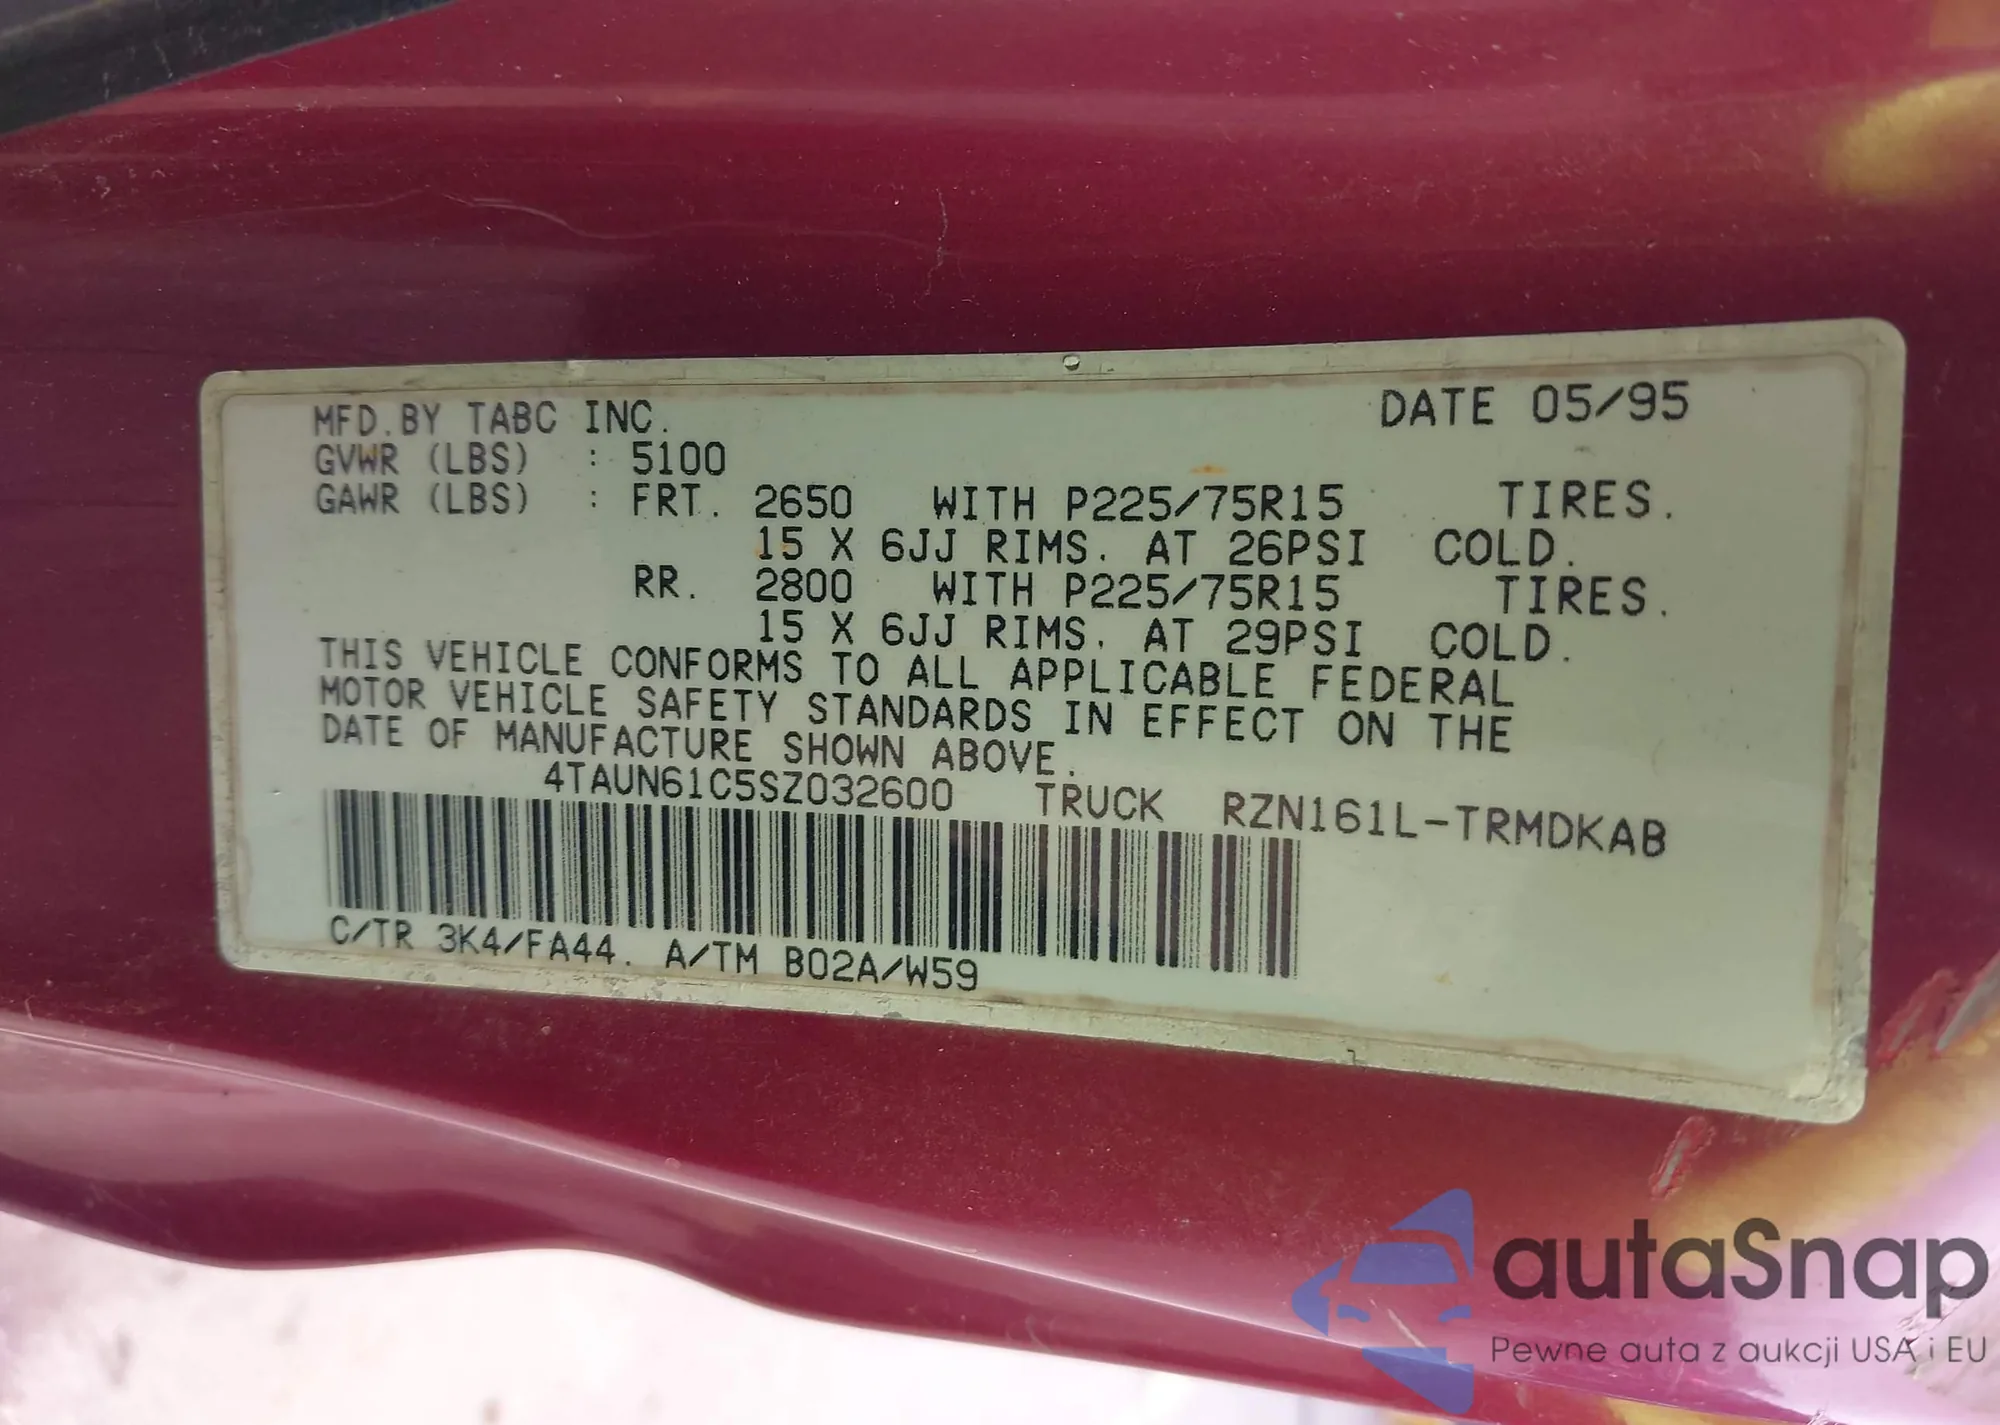 MFD.BY TABC INC. DATE 05/95
GVWR (LBS) : 5100
GAWR (LBS) : FRT. 2650 WITH P225/75R15 TIRES.
15 X 6JJ RIMS. AT 26PSI COLD.
RR. 2800 WITH P225/75R15 TIRES.
15 X 6JJ RIMS. AT 29PSI COLD.
THIS VEHICLE CONFORMS TO ALL APPLICABLE FEDERAL
MOTOR VEHICLE SAFETY STANDARDS IN EFFECT ON THE
DATE OF MANUFACTURE SHOWN ABOVE.
4TAUN61C5SZ032600 TRUCK RZN161L-TRMDKAB
C/TR 3K4/FA44. A/TM B02A/W59
autaSnap
Pewne auta z aukcji USA i EU